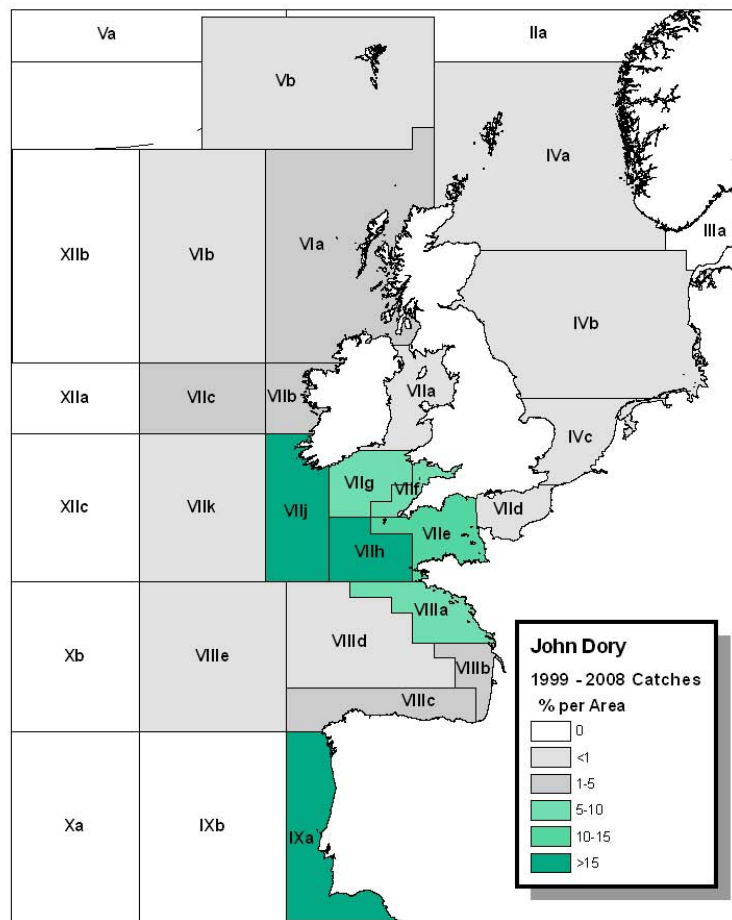 Va
IIa
Vb
IVa
IIIa
XIIb
VIb
VIa
IVb
XIIa
VIIc
VIIb
VIIa
IVc
XIIc
VIIk
VIIj
VIIg
VIIf
VIId
VIIe
VIIh
Xb
VIIIe
VIIId
VIIIa
VIIIb
VIIIc
Xa
IXb
IXa
John Dory
1999 - 2008 Catches
% per Area
0
<1
1-5
5-10
10-15
>15